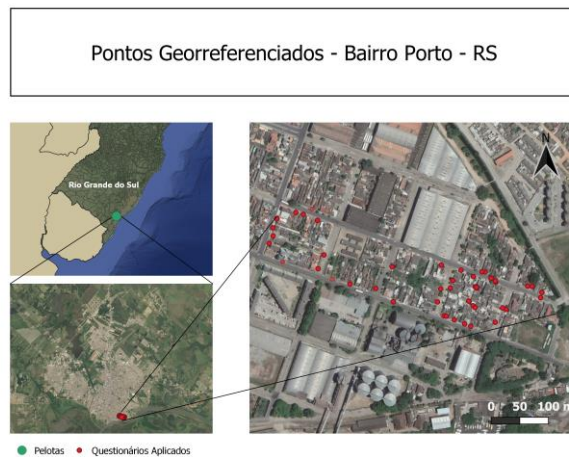 Pontos Georreferenciados - Bairro Porto - RS
Rio Grande do Sul
N
0 50 100 m
Pelotas
Questionários Aplicados